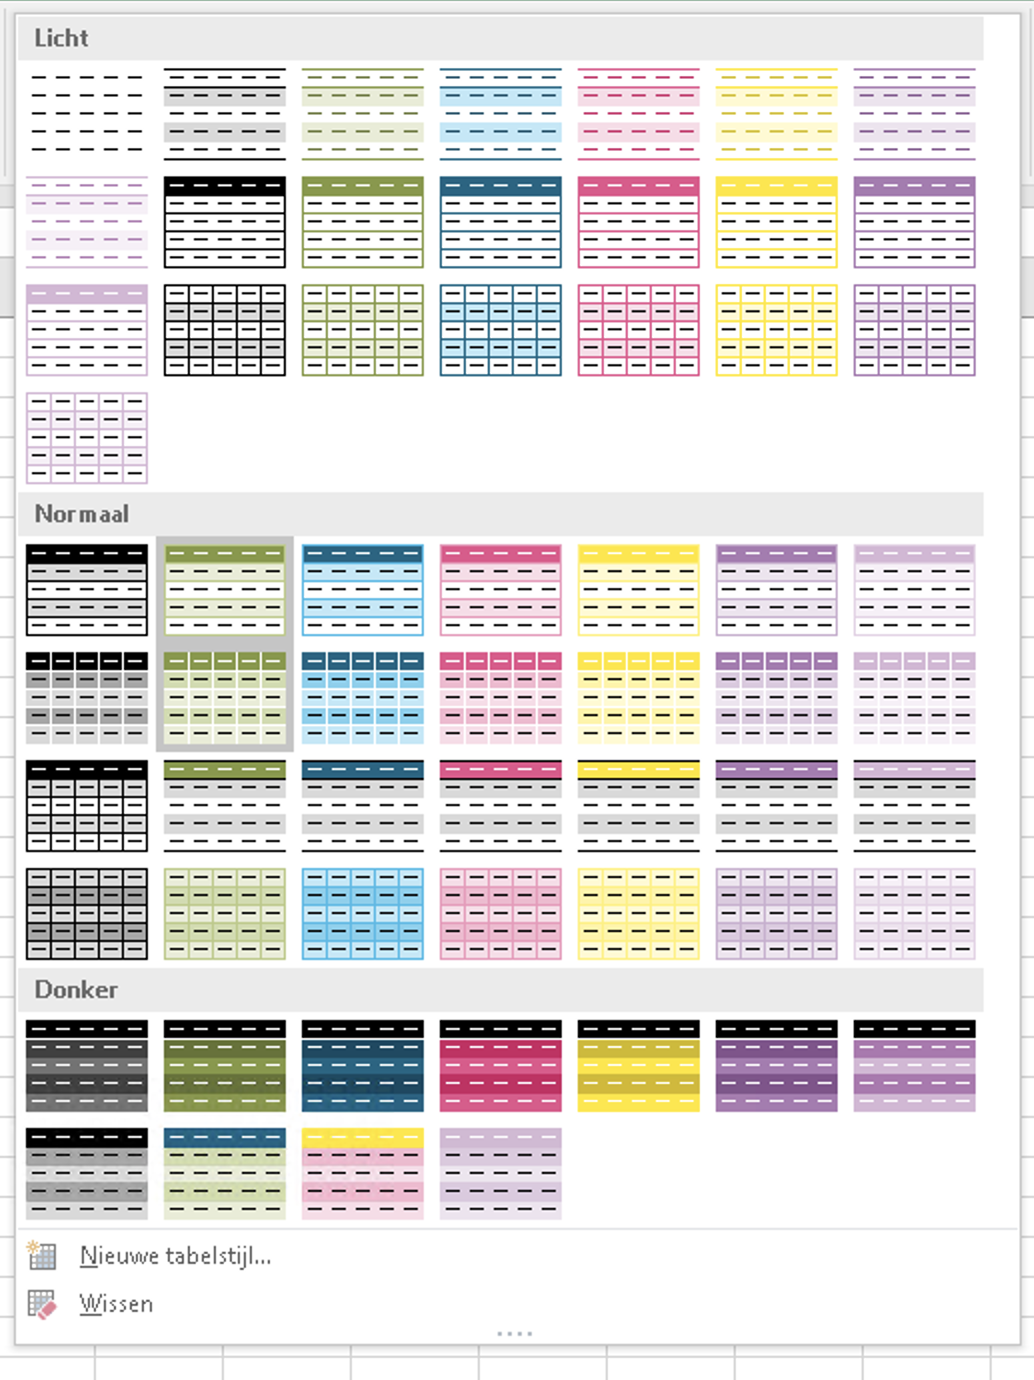 Licht
Normaal
Donker
Nieuwe tabelstijl...
Wissen